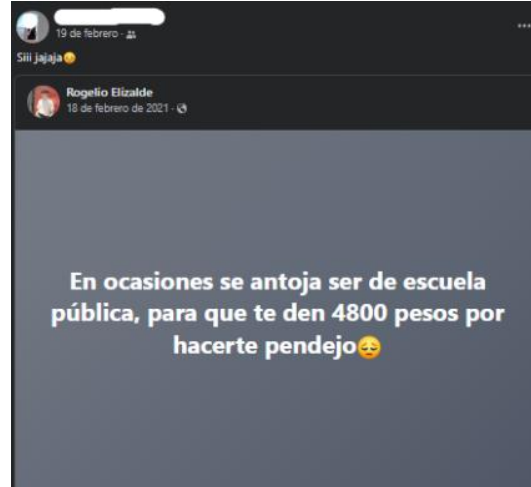 19 de febrero ·
Siii jajaja😔
Rogelio Elizalde
18 de febrero de 2021 ·
En ocasiones se antoja ser de escuela
pública, para que te den 4800 pesos por
hacerte pendejo😔